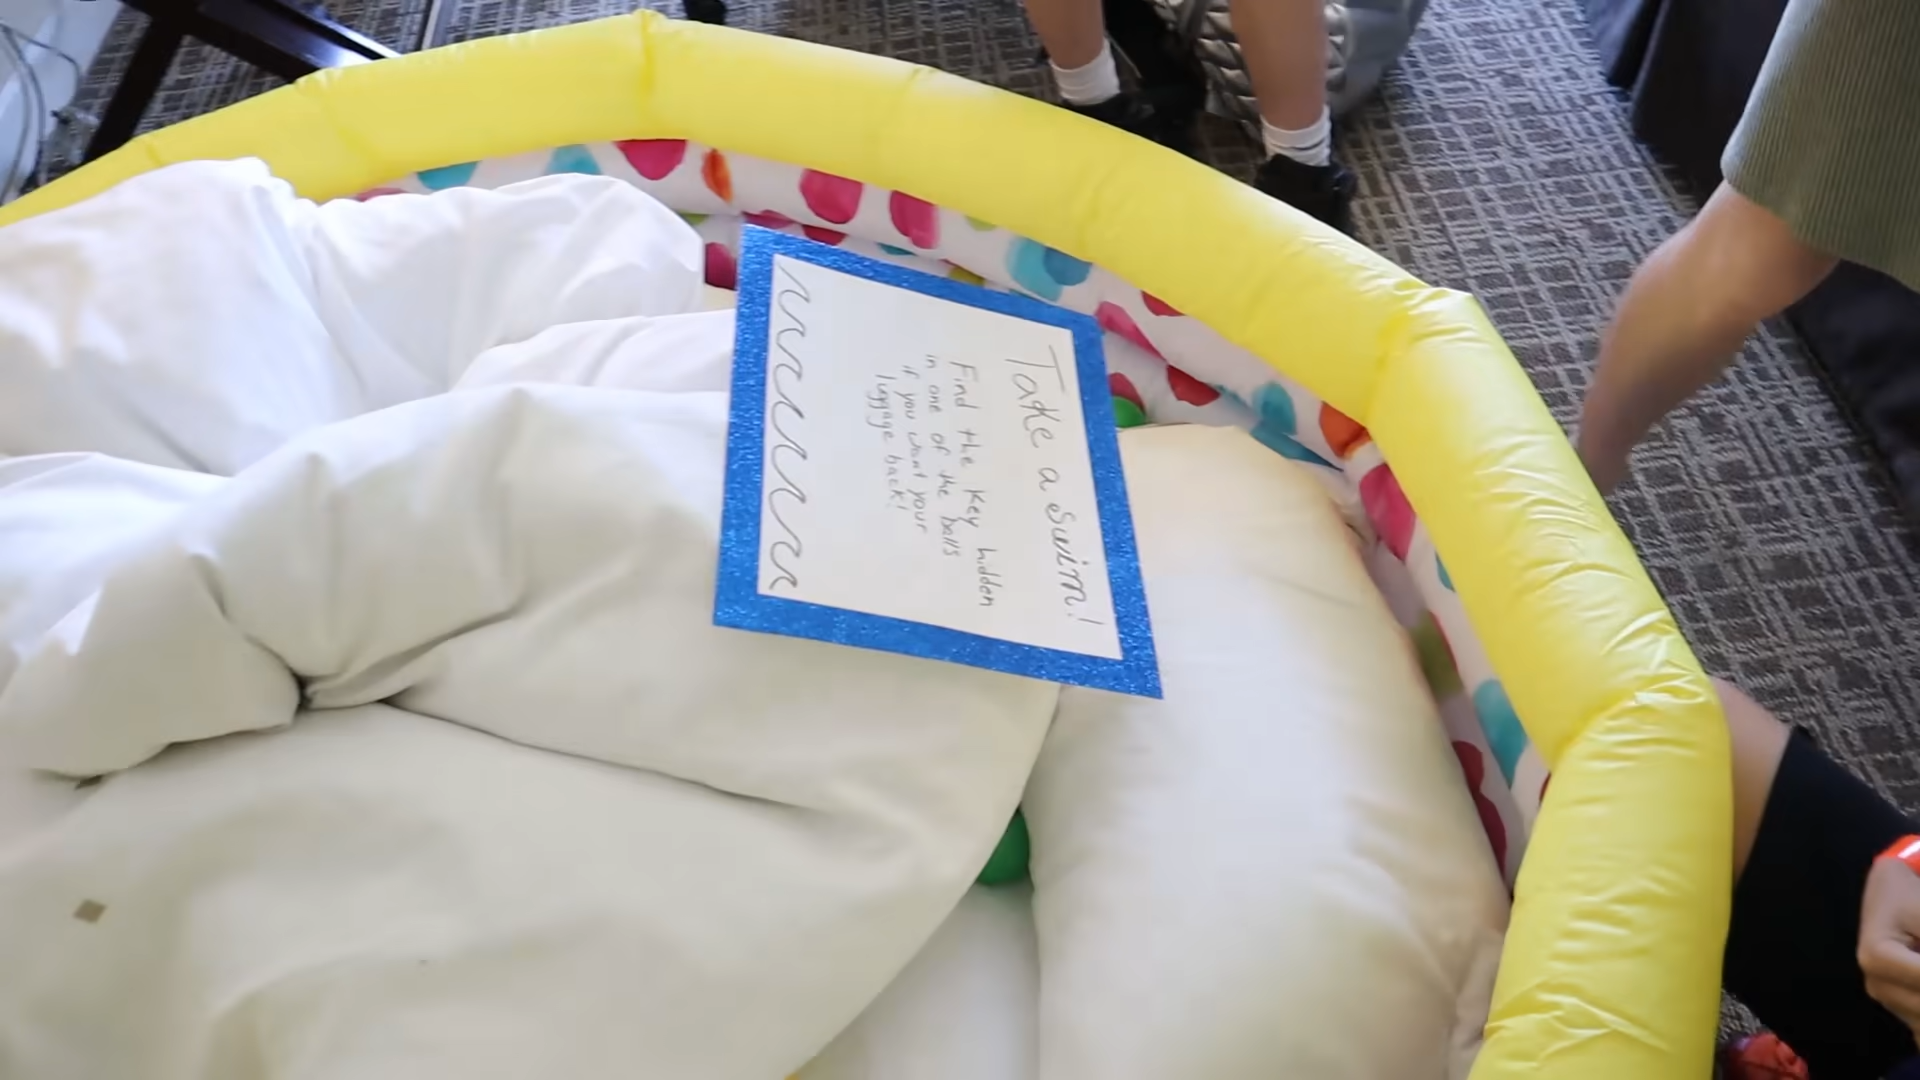 Take a swim!
Find the key hidden
in one of the balls
if you want your
luggage back!